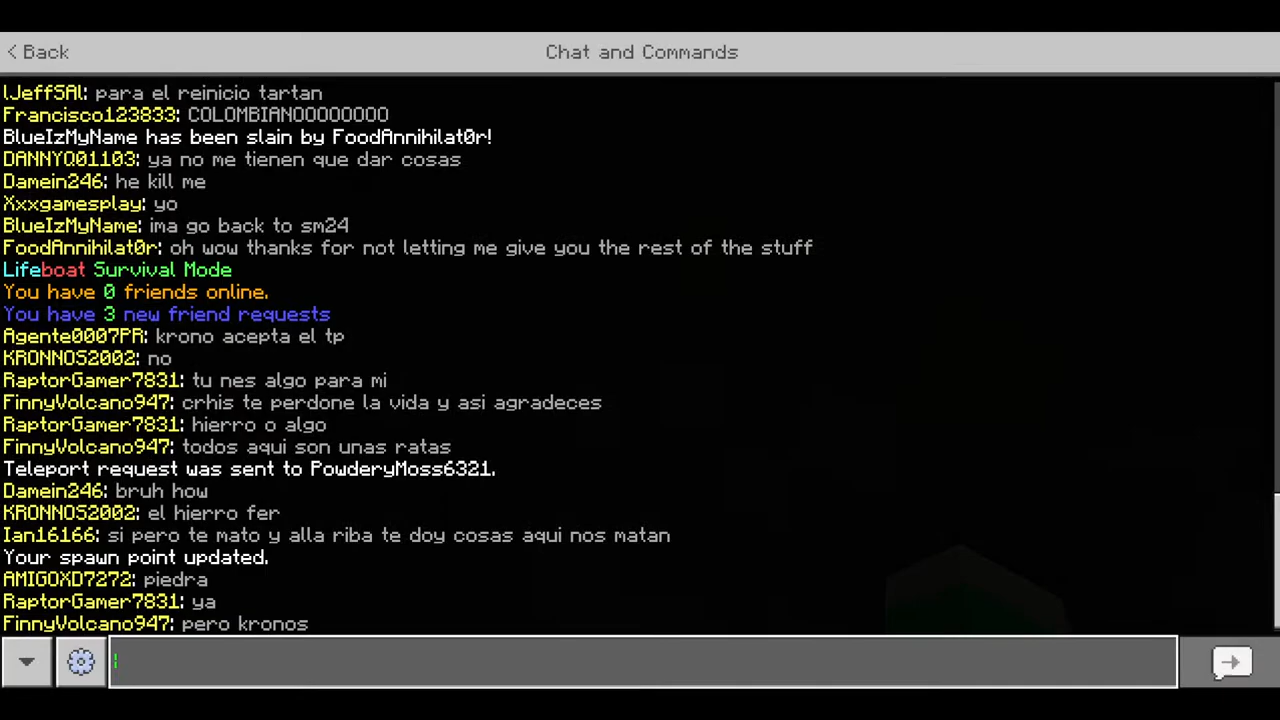 < Back
Chat and Commands
lJeffSAl: para el reinicio tartan
Francisco123833: COLOMBIANOOOOOOOO
BlueIzMyName has been slain by FoodAnnihilat0r!
DANNYQ01103: ya no me tienen que dar cosas
Damein246: he kill me
Xxxgamesplay: yo
BlueIzMyName: ima go back to sm24
FoodAnnihilat0r: oh wow thanks for not letting me give you the rest of the stuff
Lifeboat Survival Mode
You have 0 friends online.
You have 3 new friend requests
Agente0007PR: krono acepta el tp
KRONNOS2002: no
RaptorGamer7831: tu nes algo para mi
FinnyVolcano947: crhis te perdone la vida y asi agradeces
RaptorGamer7831: hierro o algo
FinnyVolcano947: todos aqui son unas ratas
Teleport request was sent to PowderyMoss6321.
Damein246: bruh how
KRONNOS2002: el hierro fer
Ian16166: si pero te mato y alla riba te doy cosas aqui nos matan
Your spawn point updated.
AMIGOXD7272: piedra
RaptorGamer7831: ya
FinnyVolcano947: pero kronos